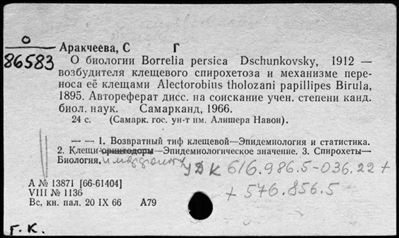 О
86583
Аракчеева, С Г
О биологии Borrelia persica Dschunkovsky, 1912 —
возбудителя клещевого спирохетоза и механизме пере-
носа её клещами Alectorobius tholozani papillipes Birula,
1895. Автореферат дисс. на соискание учен. степени канд.
биол. наук. Самарканд, 1966.
24 с. (Самарк. гос. ун-т им. Алишера Навои).
— — 1. Возвратный тиф клещевой—Эпидемиология и статистика.
2. Клещи—Эпидемиологическое значение. 3. Спирохеты—
Биология,
УДК 616.986.5-036.22+
+ 576.856.5
А № 13871 [66-61404]
VIII № 1136
Вс, кн. пал. 20 IX 66 А79
г. К.